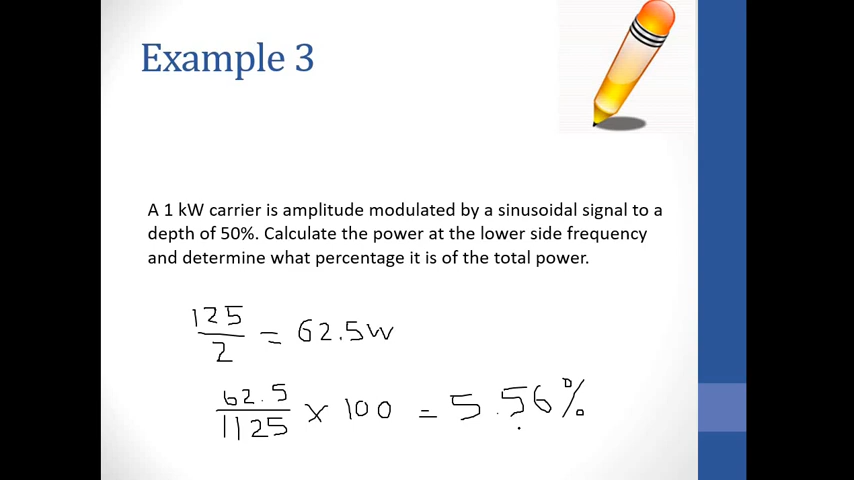 Example 3
A 1 kW carrier is amplitude modulated by a sinusoidal signal to a
depth of 50%. Calculate the power at the lower side frequency
and determine what percentage it is of the total power.
125/2 = 62.5W
62.5/1125 x 100 = 5.56%